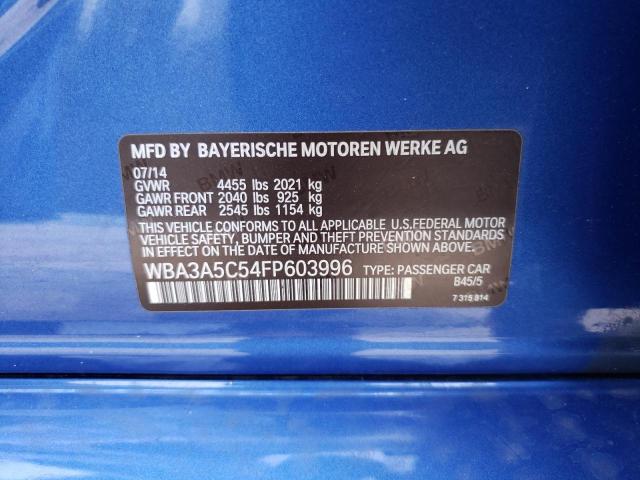 MFD BY BAYERISCHE MOTOREN WERKE AG
07/14
GVWR 4455 lbs 2021 kg
GAWR FRONT 2040 lbs 925 kg
GAWR REAR 2545 lbs 1154 kg
THIS VEHICLE CONFORMS TO ALL APPLICABLE U.S.FEDERAL MOTOR
VEHICLE SAFETY, BUMPER AND THEFT PREVENTION STANDARDS
IN EFFECT ON THE DATE OF MANUFACTURE SHOWN ABOVE.
WBA3A5C54FP603996 TYPE: PASSENGER CAR
B45/5
7 315 814